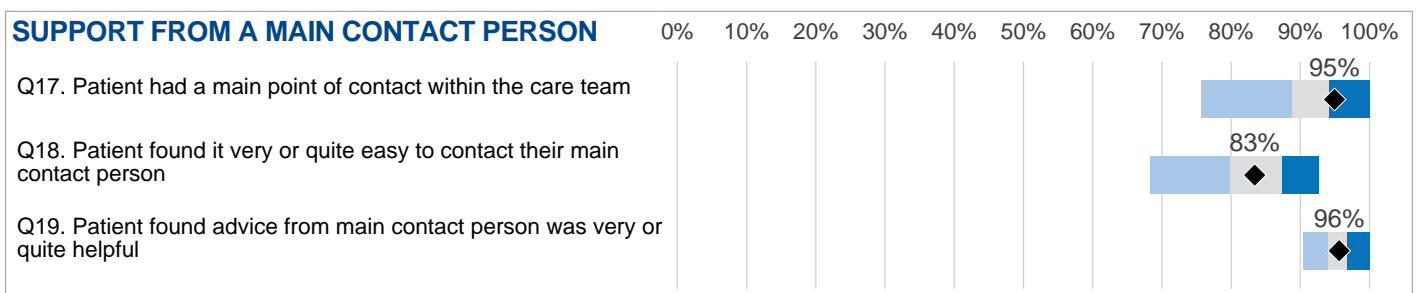 SUPPORT FROM A MAIN CONTACT PERSON 0% 10% 20% 30% 40% 50% 60% 70% 80% 90% 100%
95%
Q17. Patient had a main point of contact within the care team
83%
Q18. Patient found it very or quite easy to contact their main
contact person
96%
Q19. Patient found advice from main contact person was very or
quite helpful